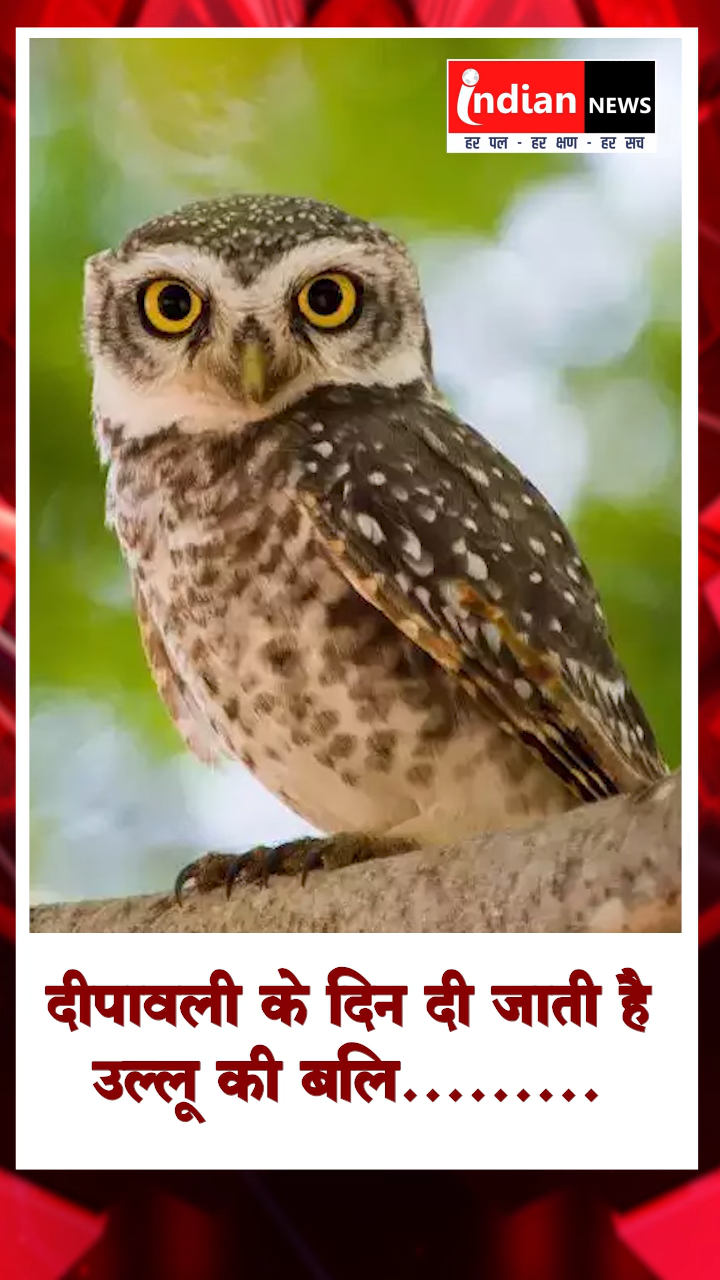 indian NEWS
हर पल - हर क्षण - हर सच
दीपावली के दिन दी जाती है
उल्लू की बलि.........